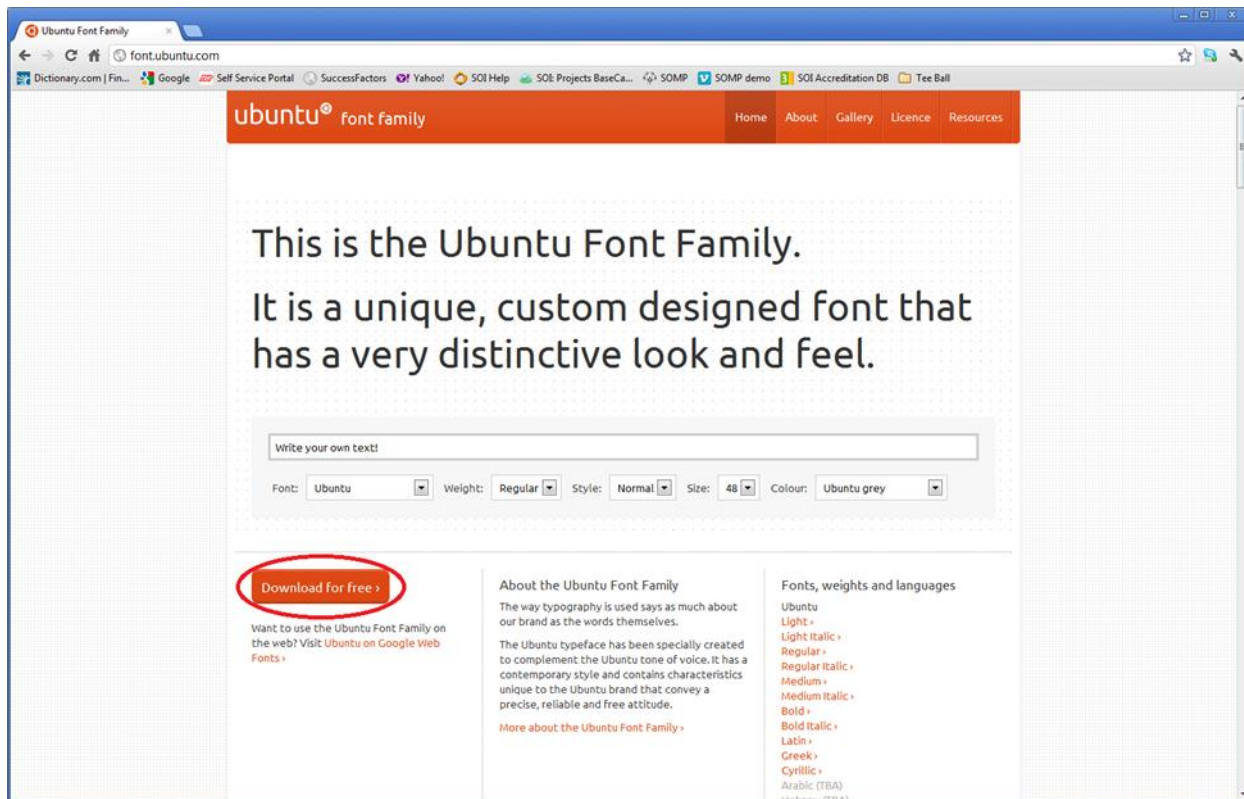 Ubuntu Font Family
font.ubuntu.com
Dictionary.com | Fin... Google Self Service Portal SuccessFactors Yahoo! SOI Help SOI: Projects BaseCa... SOMP SOMP demo SOI Accreditation DB Tee Ball
ubuntu font family Home About Gallery Licence Resources
This is the Ubuntu Font Family.
It is a unique, custom designed font that
has a very distinctive look and feel.
Write your own text!
Font: Ubuntu Weight: Regular Style: Normal Size: 48 Colour: Ubuntu grey
Download for free ›
Want to use the Ubuntu Font Family on
the web? Visit Ubuntu on Google Web
Fonts ›
About the Ubuntu Font Family
The way typography is used says as much about
our brand as the words themselves.
The Ubuntu typeface has been specially created
to complement the Ubuntu tone of voice. It has a
contemporary style and contains characteristics
unique to the Ubuntu brand that convey a
precise, reliable and free attitude.
More about the Ubuntu Font Family ›
Fonts, weights and languages
Ubuntu
Light ›
Light Italic ›
Regular ›
Regular Italic ›
Medium ›
Medium Italic ›
Bold ›
Bold Italic ›
Latin ›
Greek ›
Cyrillic ›
Arabic (TBA)